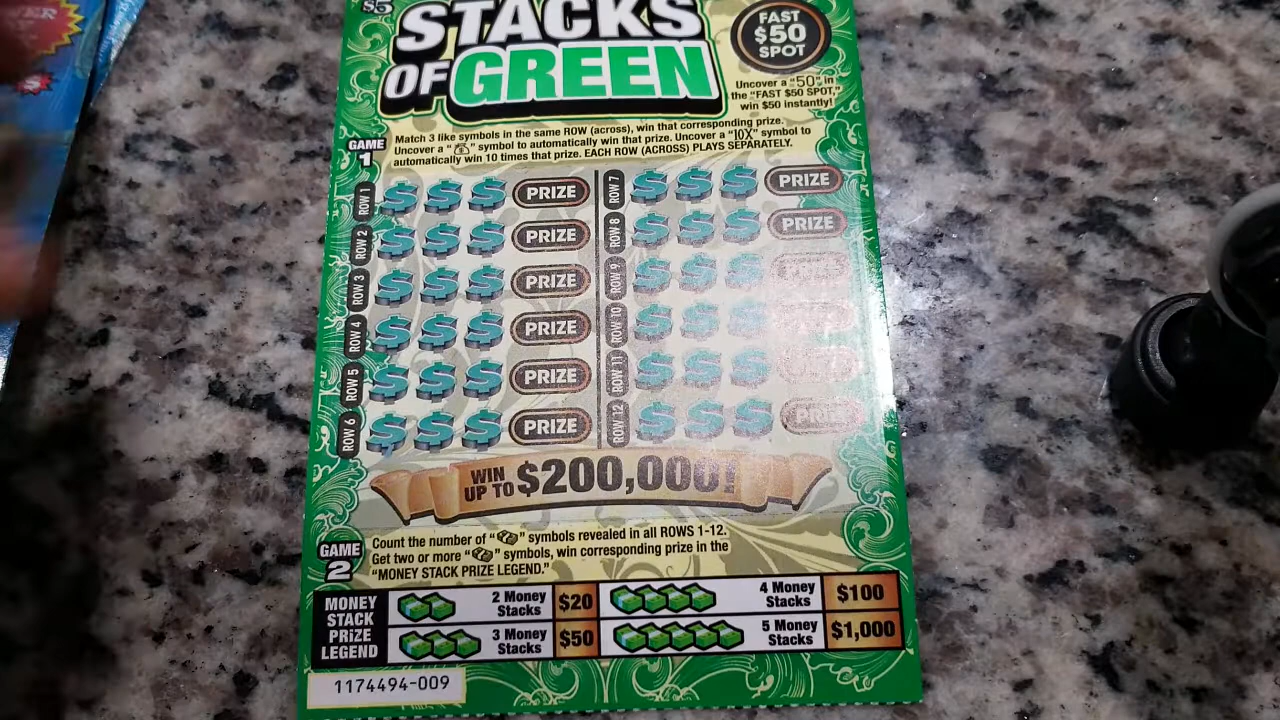 $5
STACKS
OF GREEN
FAST
$50
SPOT
Uncover a "50" in
the "FAST $50 SPOT,"
win $50 instantly!
GAME
1
Match 3 like symbols in the same ROW (across), win that corresponding prize.
Uncover a " " symbol to automatically win that prize. Uncover a "10X" symbol to
automatically win 10 times that prize. EACH ROW (ACROSS) PLAYS SEPARATELY.
ROW 1 $ $ $ PRIZE
ROW 2 $ $ $ PRIZE
ROW 3 $ $ $ PRIZE
ROW 4 $ $ $ PRIZE
ROW 5 $ $ $ PRIZE
ROW 6 $ $ $ PRIZE
ROW 7 $ $ $ PRIZE
ROW 8 $ $ $ PRIZE
ROW 9 $ $ $
ROW 10 $ $ $
ROW 11 $ $ $
ROW 12 $ $ $ PRIZE
WIN
UP TO $200,000!
GAME
2
Count the number of " " symbols revealed in all ROWS 1-12.
Get two or more " " symbols, win corresponding prize in the
"MONEY STACK PRIZE LEGEND."
MONEY
STACK
PRIZE
LEGEND
2 Money
Stacks
$20
3 Money
Stacks
$50
4 Money
Stacks
$100
5 Money
Stacks
$1,000
1174494-009